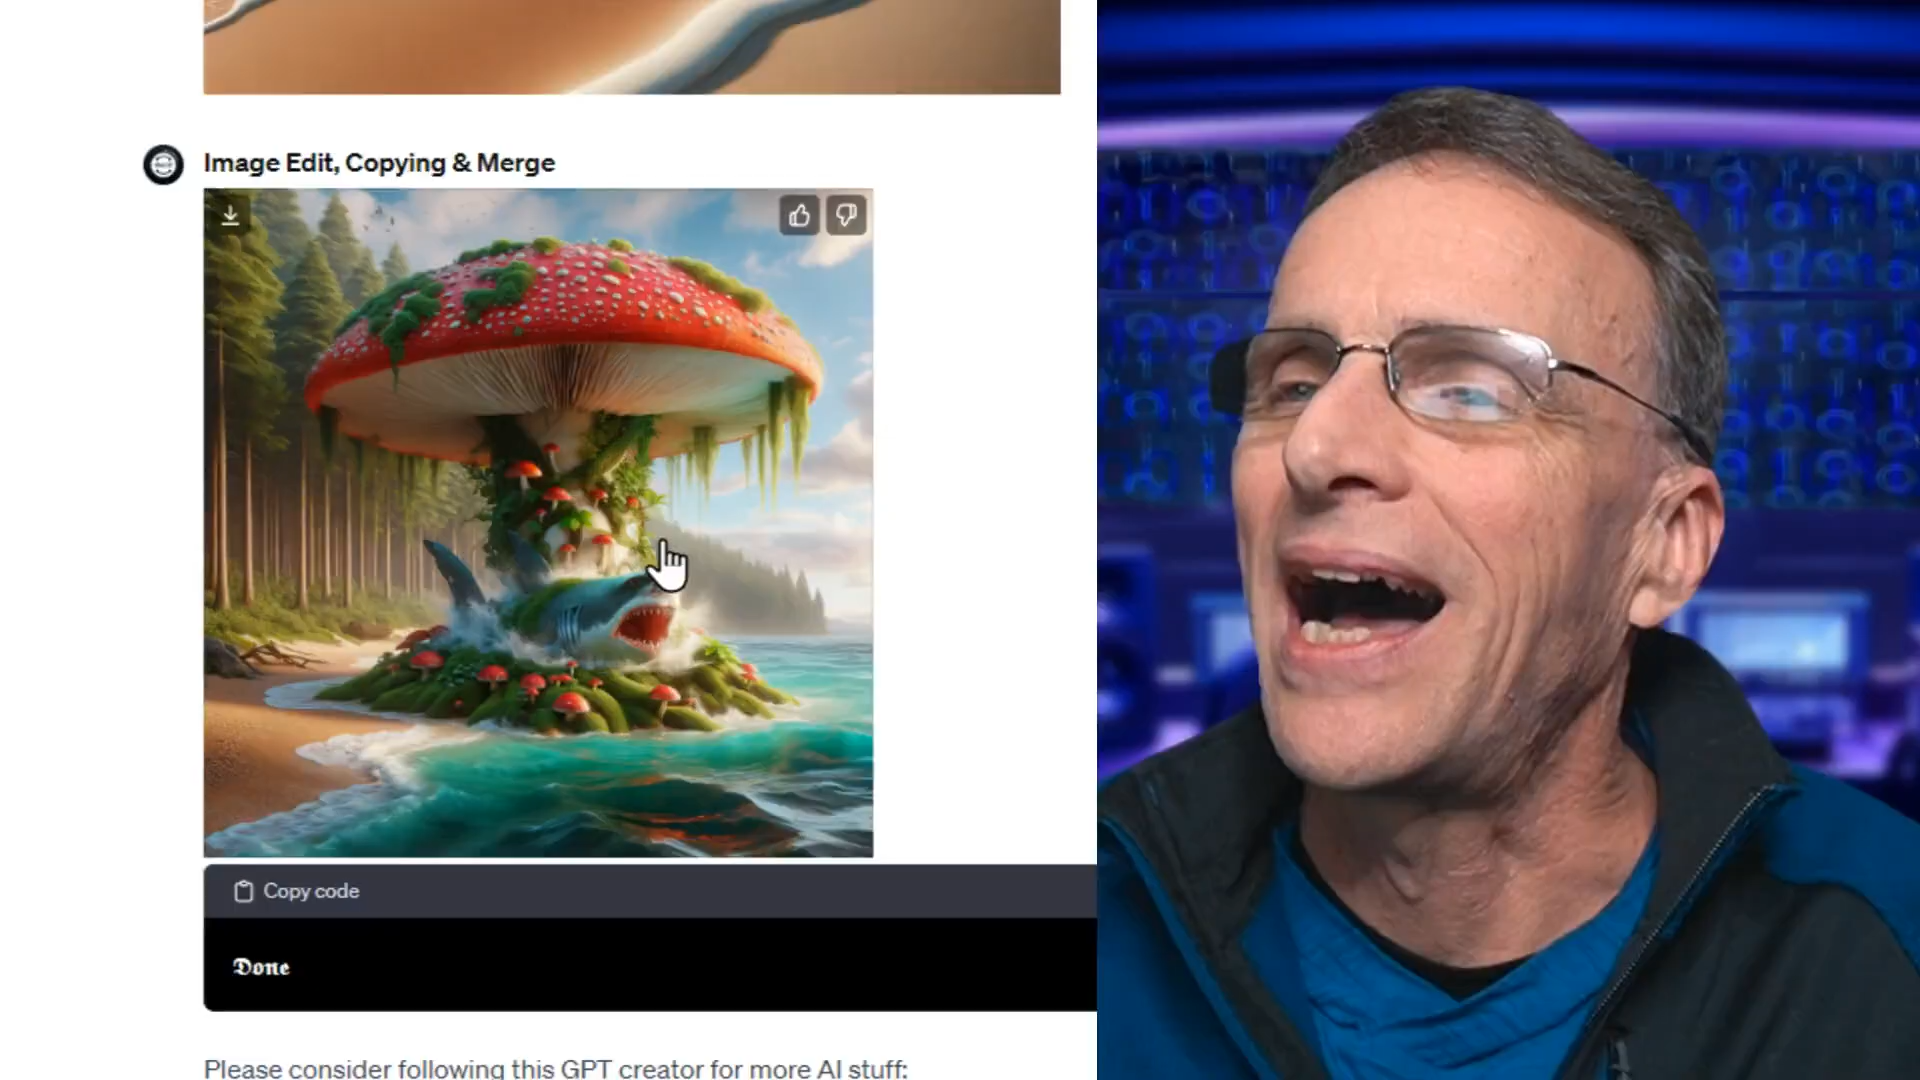 Image Edit, Copying & Merge
Copy code
𝕯𝖔𝖓𝖊
Please consider following this GPT creator for more AI stuff: